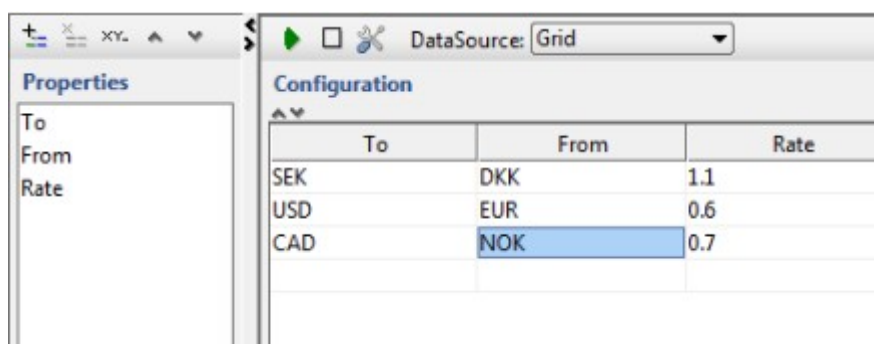 XY- DataSource: Grid
Properties
Configuration
To
From
Rate
To From Rate
SEK DKK 1.1
USD EUR 0.6
CAD NOK 0.7